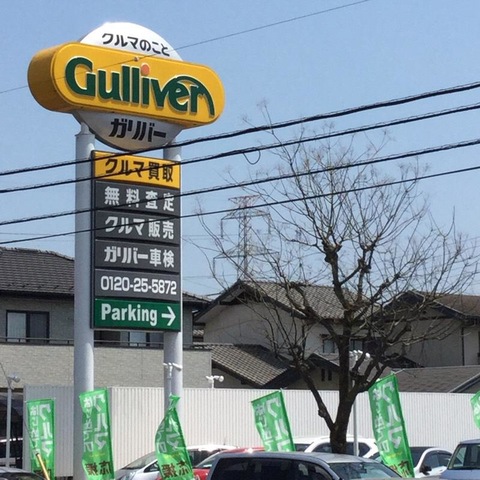 クルマのこと
Gulliver
ガリバー
クルマ買取
無料査定
クルマ販売
ガリバー車検
0120-25-5872
Parking →